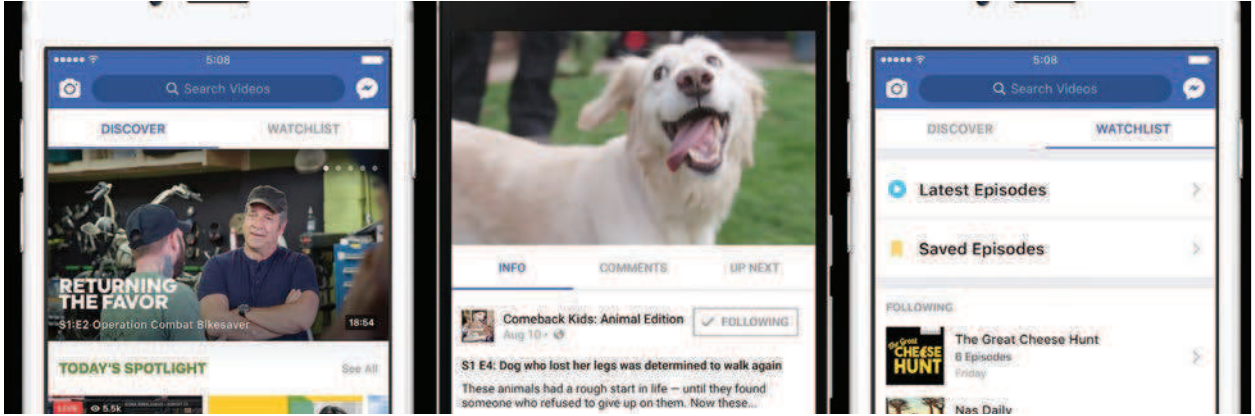 5:08
Search Videos
DISCOVER
WATCHLIST
RETURNING
THE FAVOR
S1:E2 Operation Combat Bikesaver
18:54
TODAY'S SPOTLIGHT
See All
LIVE
5.5k
INFO
COMMENTS
UP NEXT
Comeback Kids: Animal Edition
Aug 10
FOLLOWING
S1 E4: Dog who lost her legs was determined to walk again
These animals had a rough start in life — until they found
someone who refused to give up on them. Now these...
5:08
Search Videos
DISCOVER
WATCHLIST
Latest Episodes
Saved Episodes
FOLLOWING
The Great
CHEESE
HUNT
The Great Cheese Hunt
6 Episodes
Friday
Nas Daily